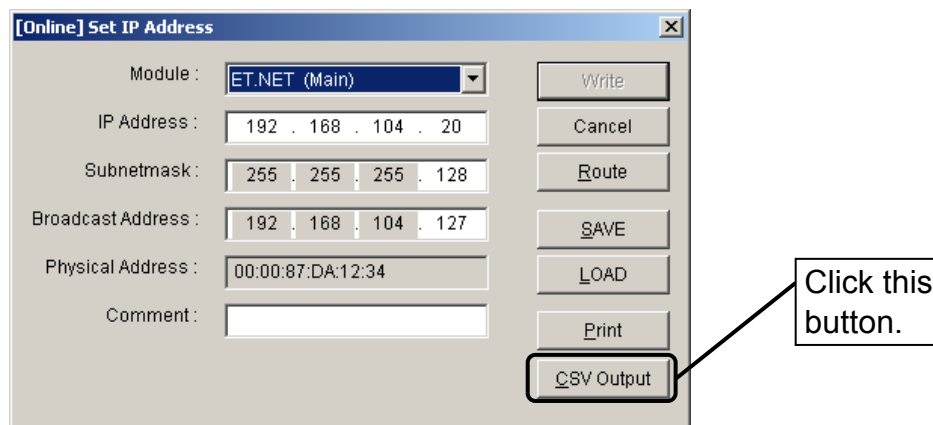 [Online] Set IP Address
Module : ET.NET (Main)
Write
IP Address : 192 . 168 . 104 . 20
Cancel
Subnetmask : 255 . 255 . 255 . 128
Route
Broadcast Address : 192 . 168 . 104 . 127
SAVE
Physical Address : 00:00:87:DA:12:34
LOAD
Comment :
Print
CSV Output
Click this
button.